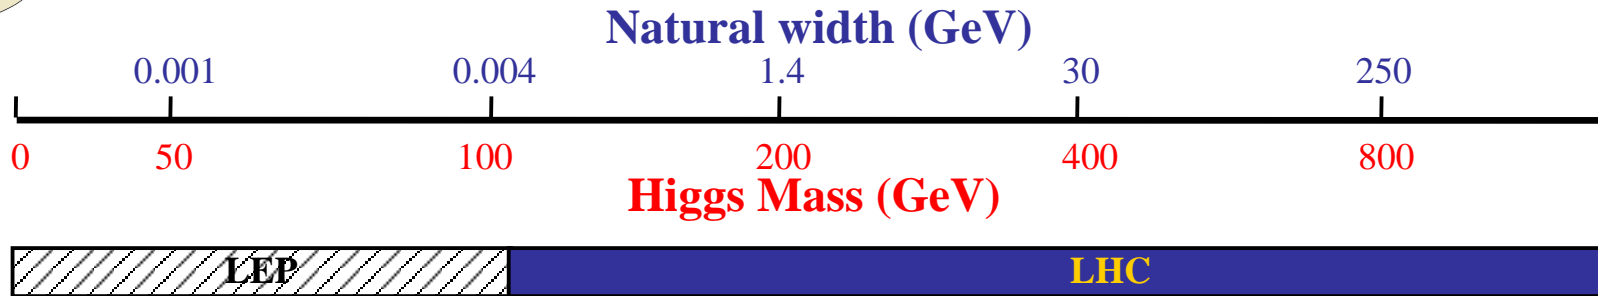 Natural width (GeV)
0.001 0.004 1.4 30 250
0 50 100 200 400 800
Higgs Mass (GeV)
LEP LHC